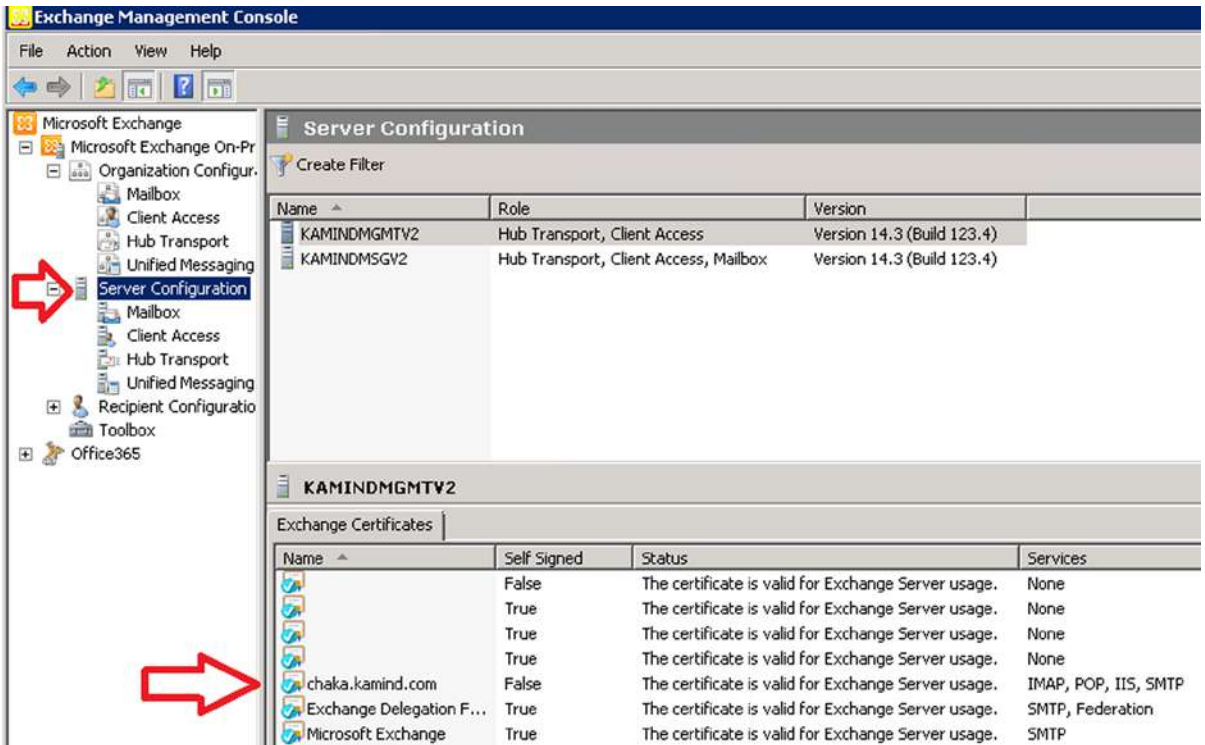 Exchange Management Console
File Action View Help
Microsoft Exchange
Microsoft Exchange On-Pr
Organization Configur
Mailbox
Client Access
Hub Transport
Unified Messaging
Server Configuration
Mailbox
Client Access
Hub Transport
Unified Messaging
Recipient Configuratio
Toolbox
Office365
Server Configuration
Create Filter
Name Role Version
KAMINDMGMTV2 Hub Transport, Client Access Version 14.3 (Build 123.4)
KAMINDMSGV2 Hub Transport, Client Access, Mailbox Version 14.3 (Build 123.4)
KAMINDMGMTV2
Exchange Certificates
Name Self Signed Status Services
False The certificate is valid for Exchange Server usage. None
True The certificate is valid for Exchange Server usage. None
True The certificate is valid for Exchange Server usage. None
True The certificate is valid for Exchange Server usage. None
chaka.kamind.com False The certificate is valid for Exchange Server usage. IMAP, POP, IIS, SMTP
Exchange Delegation F... True The certificate is valid for Exchange Server usage. SMTP, Federation
Microsoft Exchange True The certificate is valid for Exchange Server usage. SMTP